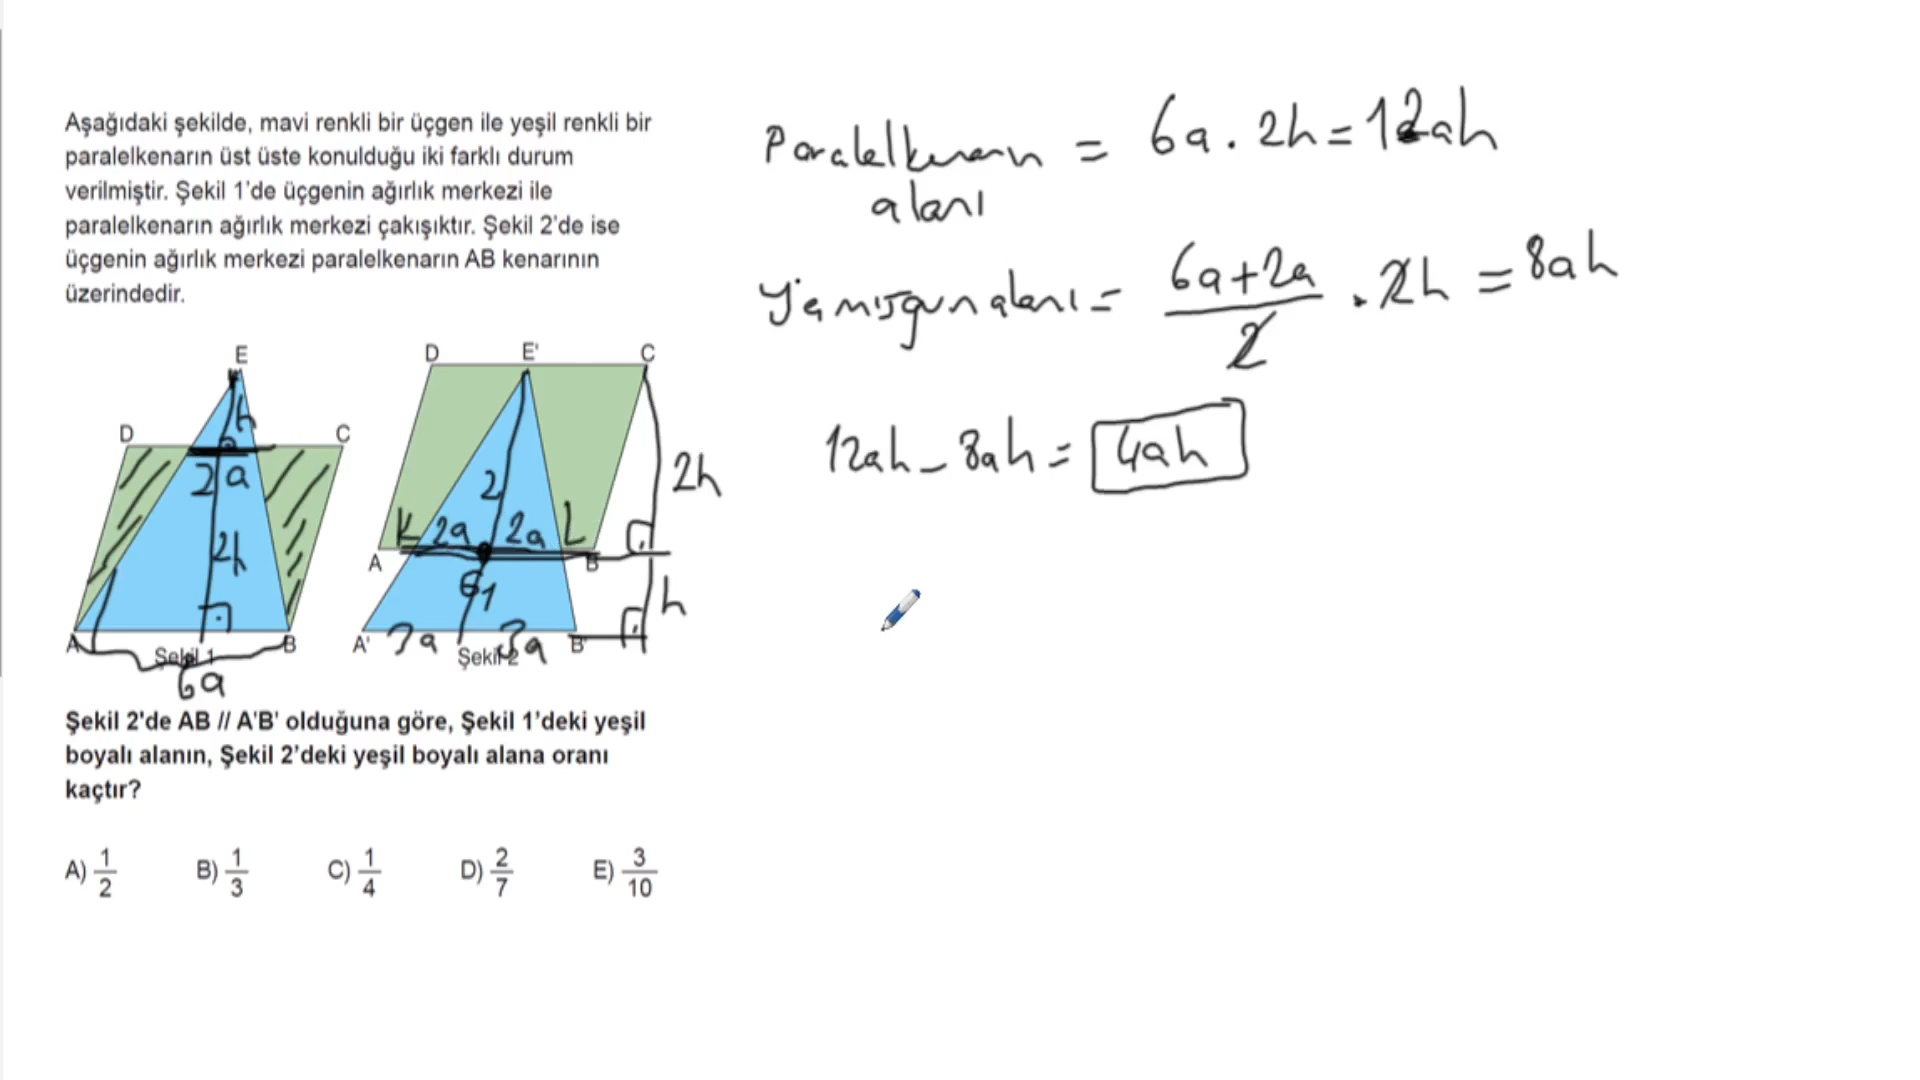 Aşağıdaki şekilde, mavi renkli bir üçgen ile yeşil renkli bir
paralelkenarın üst üste konulduğu iki farklı durum
verilmiştir. Şekil 1'de üçgenin ağırlık merkezi ile
paralelkenarın ağırlık merkezi çakışıktır. Şekil 2'de ise
üçgenin ağırlık merkezi paralelkenarın AB kenarının
üzerindedir.
E
D
C
h
2a
2h
A
B
Şekil 1
6a
D
E'
C
2
2h
K 2a 2a L
A
B
G
1
h
A' 3a 3a B'
Şekil 2
Şekil 2'de AB // A'B' olduğuna göre, Şekil 1'deki yeşil
boyalı alanın, Şekil 2'deki yeşil boyalı alana oranı
kaçtır?
A) 1/2 B) 1/3 C) 1/4 D) 2/7 E) 3/10
Paralelkenarın alanı = 6a . 2h = 12ah
Yamuğun alanı = (6a+2a)/2 . 2h = 8ah
12ah - 8ah = 4ah